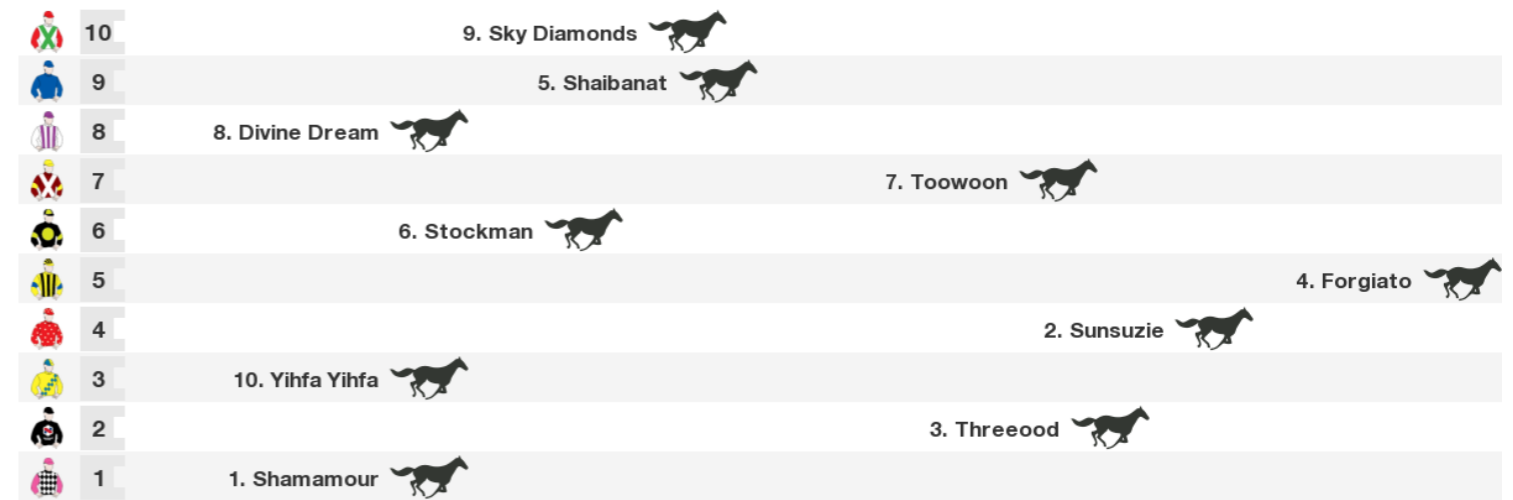 10 9. Sky Diamonds
9 5. Shaibanat
8 8. Divine Dream
7 7. Toowoon
6 6. Stockman
5 4. Forgiato
4 2. Sunsuzie
3 10. Yihfa Yihfa
2 3. Threeood
1 1. Shamamour